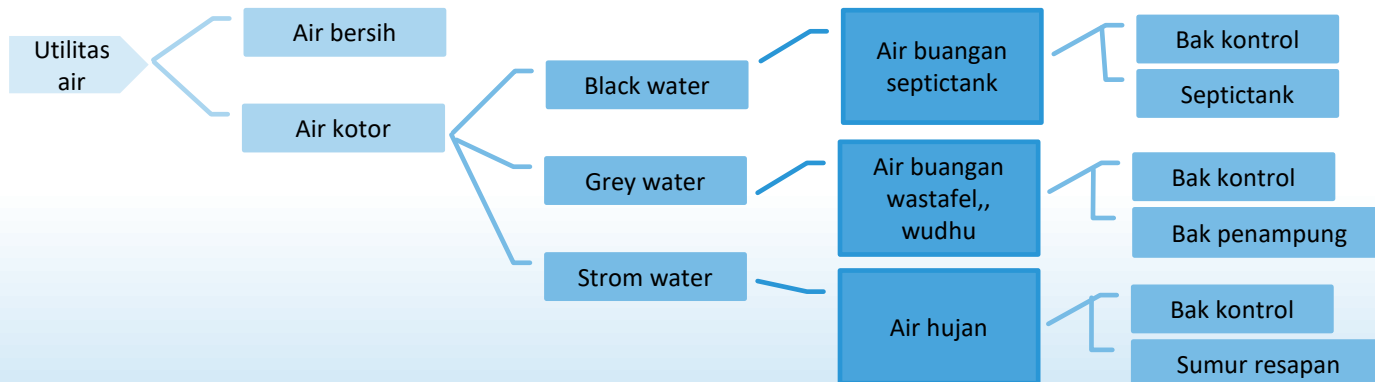 Utilitas
air
Air bersih
Air kotor
Black water
Air buangan
septictank
Bak kontrol
Septictank
Grey water
Air buangan
wastafel,,
wudhu
Bak kontrol
Bak penampung
Strom water
Air hujan
Bak kontrol
Sumur resapan